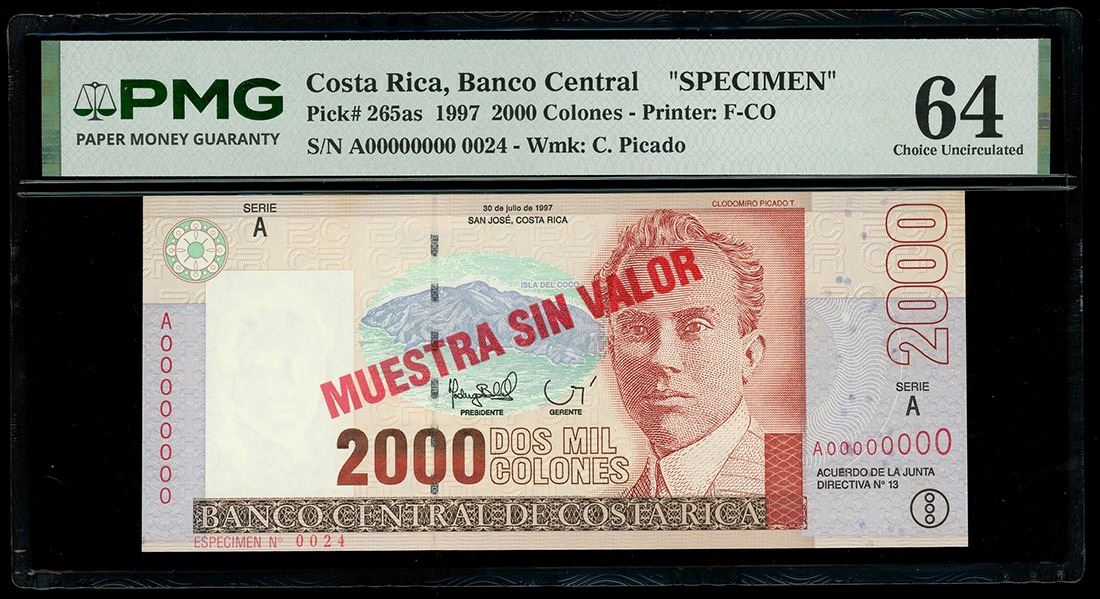 PMG
PAPER MONEY GUARANTY
Costa Rica, Banco Central "SPECIMEN"
Pick# 265as 1997 2000 Colones - Printer: F-CO
S/N A00000000 0024 - Wmk: C. Picado
64
Choice Uncirculated
SERIE
A
30 de julio de 1997
SAN JOSÉ, COSTA RICA
CLODOMIRO PICADO T.
2000
ISLA DEL COCO
MUESTRA SIN VALOR
A00000000
PRESIDENTE
GERENTE
SERIE
A
A00000000
2000 DOS MIL
COLONES
ACUERDO DE LA JUNTA
DIRECTIVA Nº 13
BANCO CENTRAL DE COSTA RICA
ESPECIMEN Nº 0024